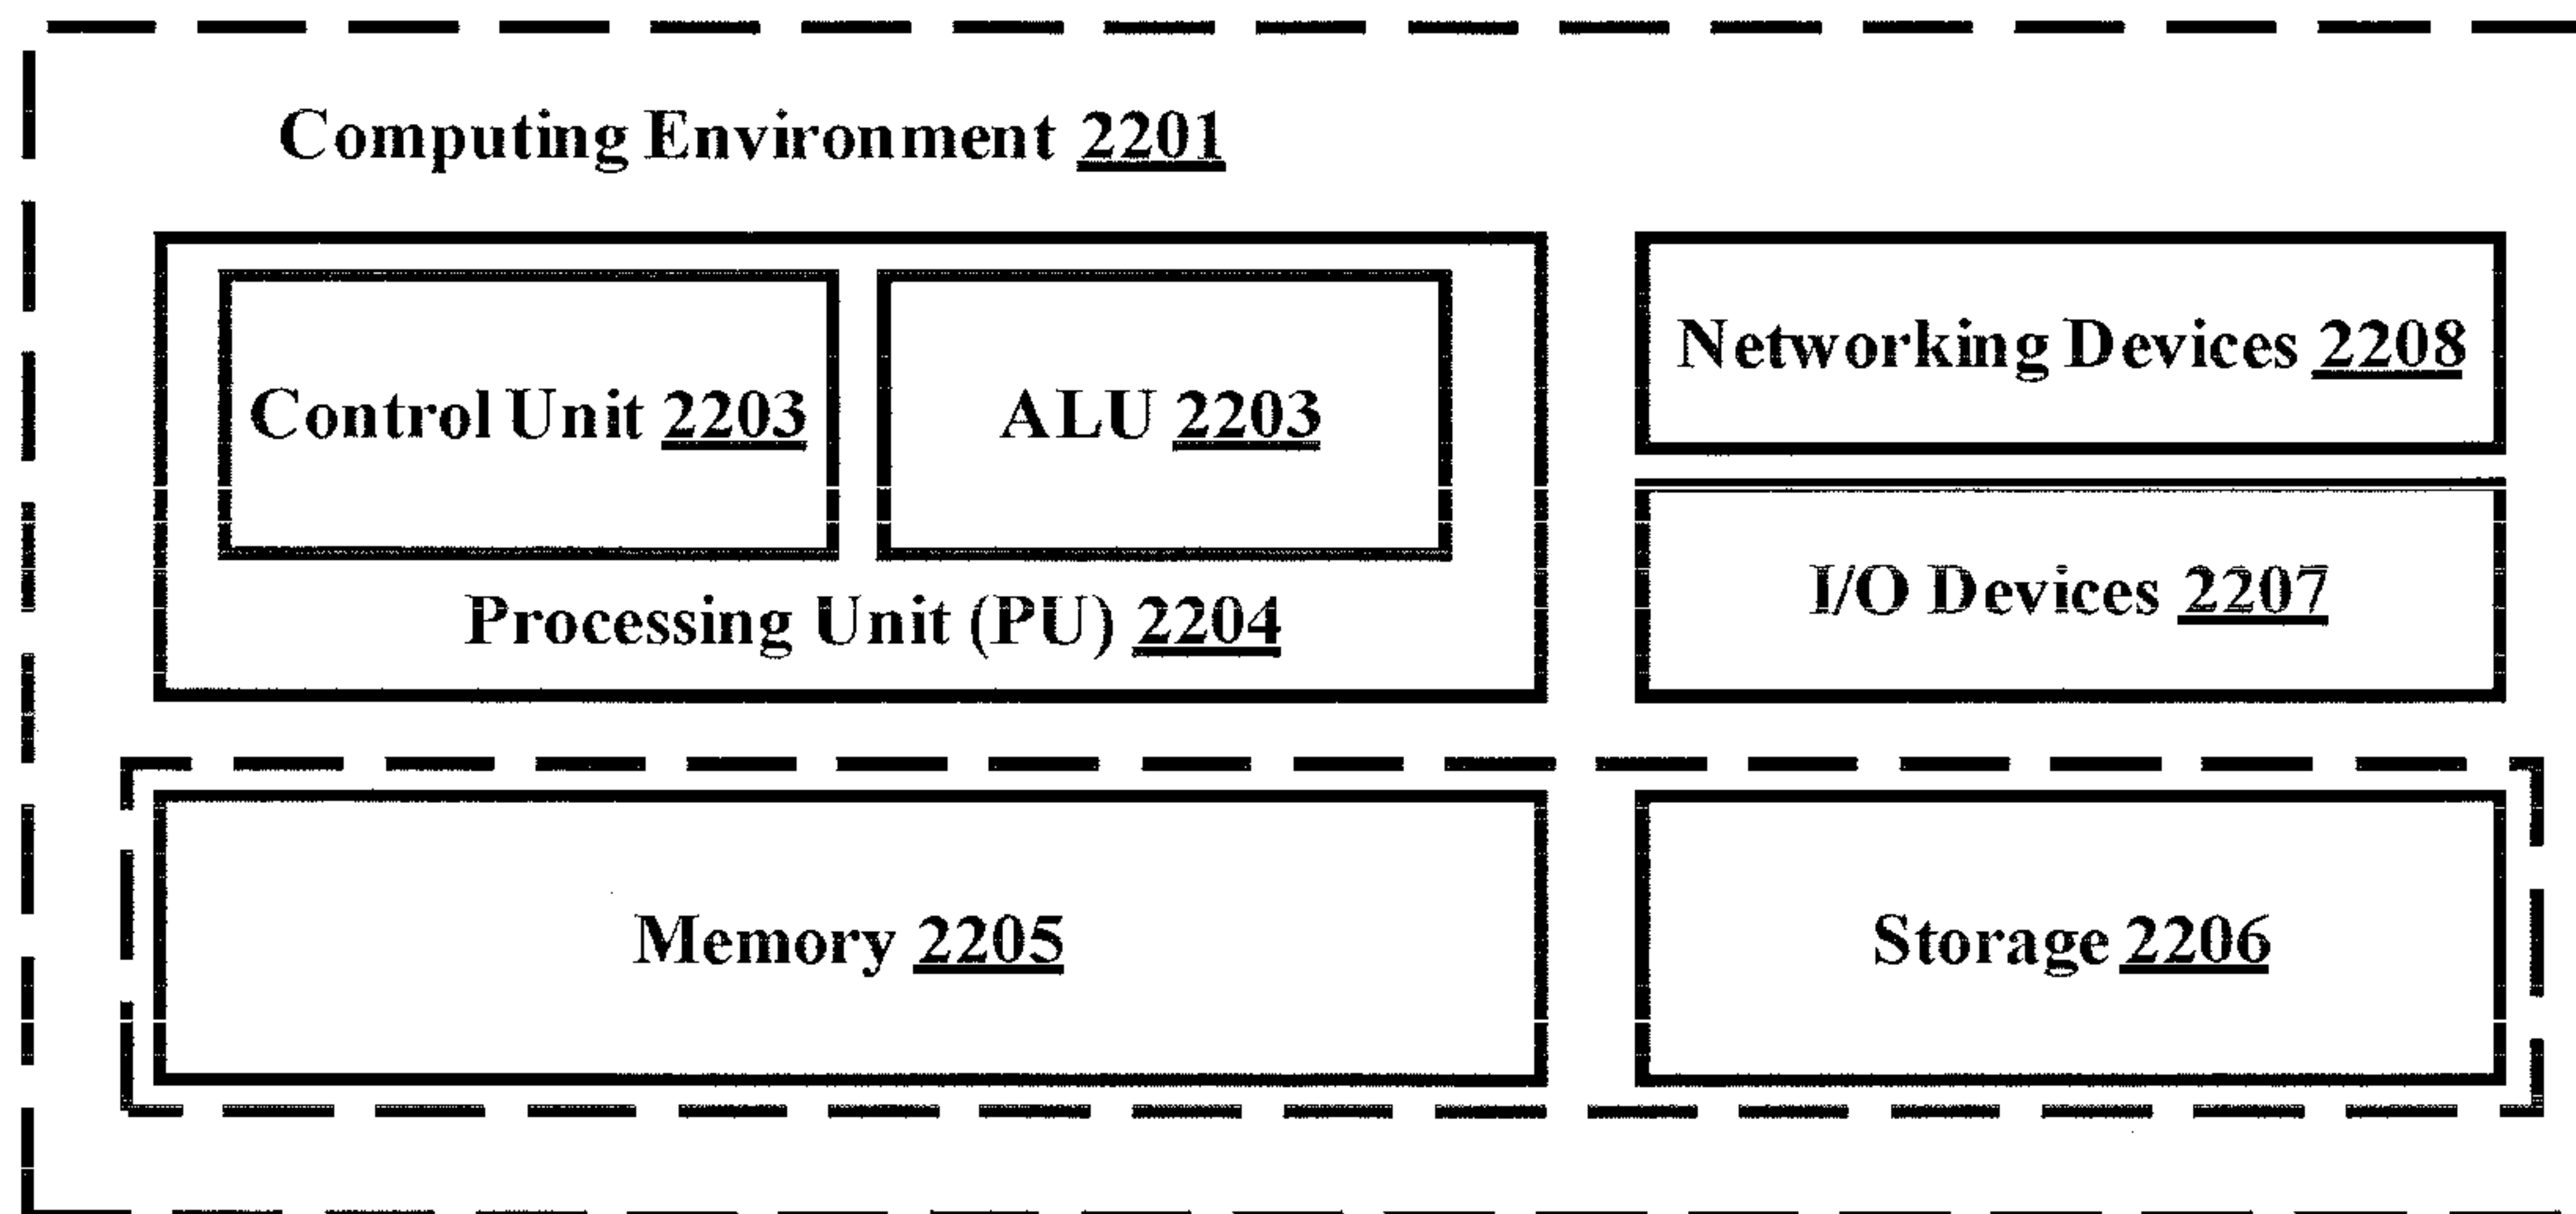 Computing Environment 2201
Control Unit 2203
ALU 2203
Processing Unit (PU) 2204
Networking Devices 2208
I/O Devices 2207
Memory 2205
Storage 2206